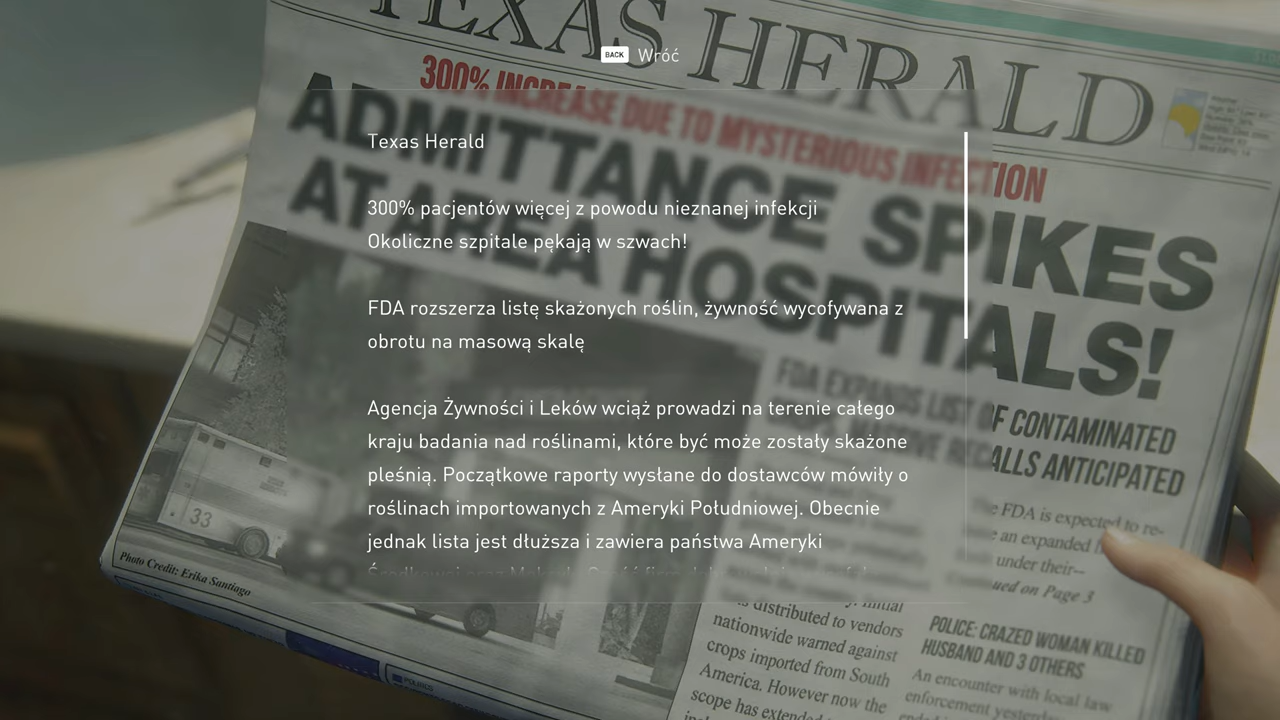 TEXAS HERALD
BACK Wróć
300% INCREASE DUE TO MYSTERIOUS INFECTION
ADMITTANCE SPIKES
AT AREA HOSPITALS!
Texas Herald
300% pacjentów więcej z powodu nieznanej infekcji
Okoliczne szpitale pękają w szwach!
FDA rozszerza listę skażonych roślin, żywność wycofywana z
obrotu na masową skalę
Agencja Żywności i Leków wciąż prowadzi na terenie całego
kraju badania nad roślinami, które być może zostały skażone
pleśnią. Początkowe raporty wysłane do dostawców mówiły o
roślinach importowanych z Ameryki Południowej. Obecnie
jednak lista jest dłuższa i zawiera państwa Ameryki
FDA EXPANDS LIST OF CONTAMINATED
CALLS ANTICIPATED
The FDA is expected to re-
an expanded
under their—
on Page 3
33
Photo Credit: Erika Santiago
distributed to vendors
nationwide warned against
crops imported from South
America. However now the
scope has extended
POLICE: CRAZED WOMAN KILLED
HUSBAND AND 3 OTHERS
An encounter with local law
enforcement